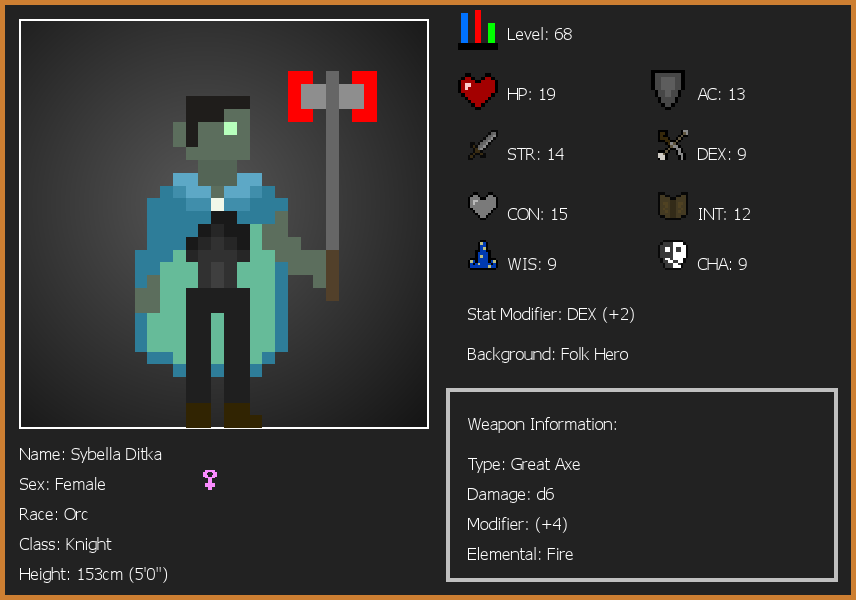 Level: 68
HP: 19
AC: 13
STR: 14
DEX: 9
CON: 15
INT: 12
WIS: 9
CHA: 9
Stat Modifier: DEX (+2)
Background: Folk Hero
Weapon Information:
Type: Great Axe
Damage: d6
Modifier: (+4)
Elemental: Fire
Name: Sybella Ditka
Sex: Female
Race: Orc
Class: Knight
Height: 153cm (5'0")